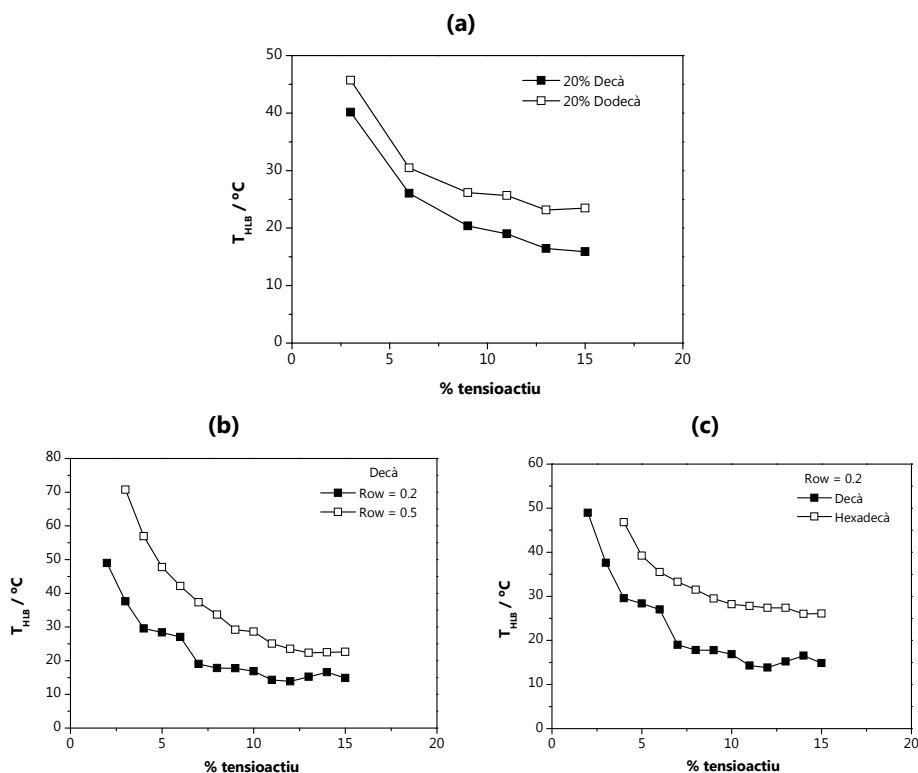 (a)
50
40
30
20
10
0
T_HLB / ºC
20% Decà
20% Dodecà
0 5 10 15 20
% tensioactiu
(b)
80
70
60
50
40
30
20
10
0
T_HLB / ºC
Decà
Row = 0.2
Row = 0.5
0 5 10 15 20
% tensioactiu
(c)
60
50
40
30
20
10
0
T_HLB / ºC
Row = 0.2
Decà
Hexadecà
0 5 10 15 20
% tensioactiu